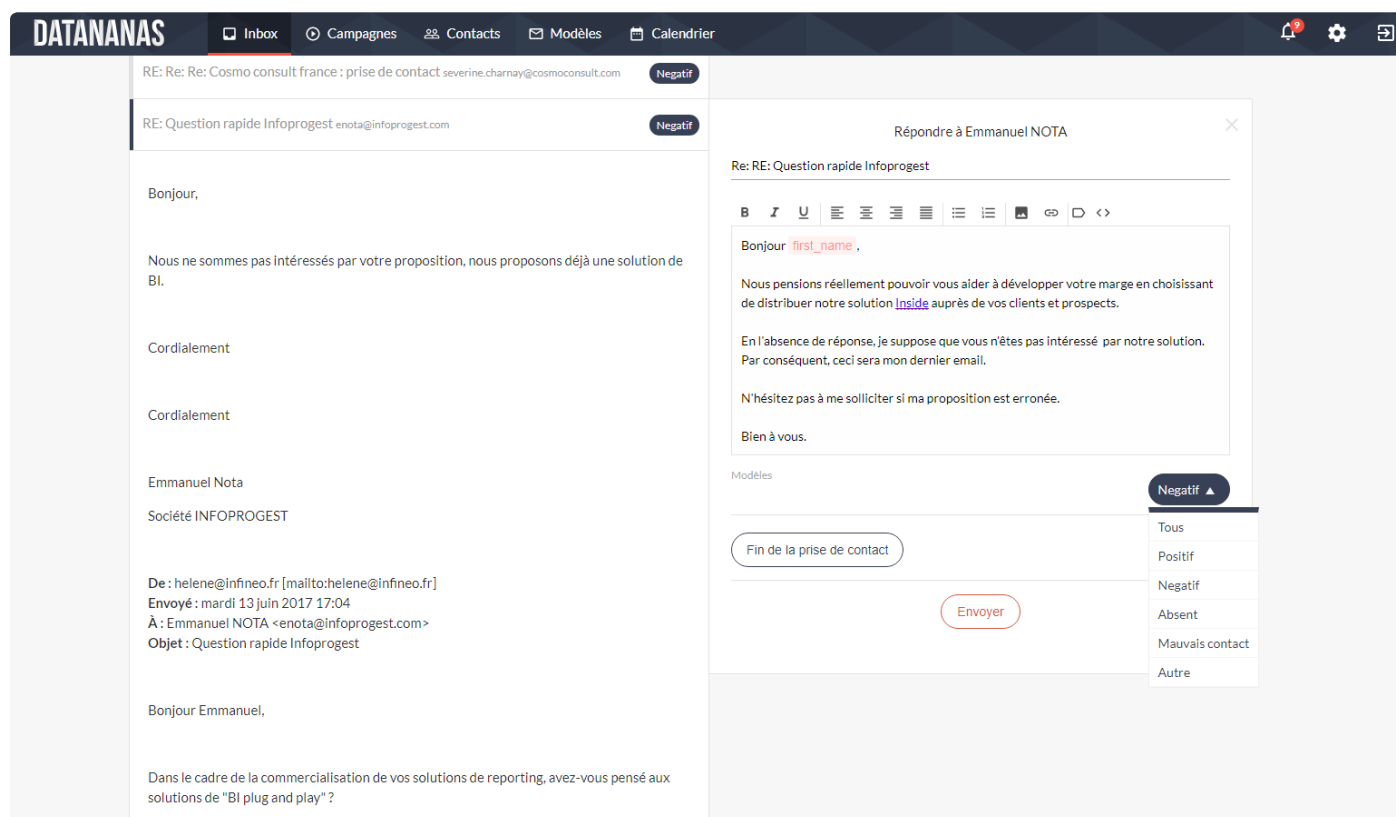 DATANANAS
Inbox
Campagnes
Contacts
Modèles
Calendrier
9
RE: Re: Re: Cosmo consult france : prise de contact severine.charnay@cosmoconsult.com
Negatif
RE: Question rapide Infoprogest enota@infoprogest.com
Negatif
Bonjour,
Nous ne sommes pas intéressés par votre proposition, nous proposons déjà une solution de
BI.
Cordialement
Cordialement
Emmanuel Nota
Société INFOPROGEST
De : helene@infineo.fr [mailto:helene@infineo.fr]
Envoyé : mardi 13 juin 2017 17:04
À : Emmanuel NOTA <enota@infoprogest.com>
Objet : Question rapide Infoprogest
Bonjour Emmanuel,
Dans le cadre de la commercialisation de vos solutions de reporting, avez-vous pensé aux
solutions de "BI plug and play" ?
Répondre à Emmanuel NOTA
Re: RE: Question rapide Infoprogest
B I U
Bonjour first_name ,
Nous pensions réellement pouvoir vous aider à développer votre marge en choisissant
de distribuer notre solution Inside auprès de vos clients et prospects.
En l'absence de réponse, je suppose que vous n'êtes pas intéressé par notre solution.
Par conséquent, ceci sera mon dernier email.
N'hésitez pas à me solliciter si ma proposition est erronée.
Bien à vous.
Modèles
Negatif
Tous
Positif
Negatif
Absent
Mauvais contact
Autre
Fin de la prise de contact
Envoyer